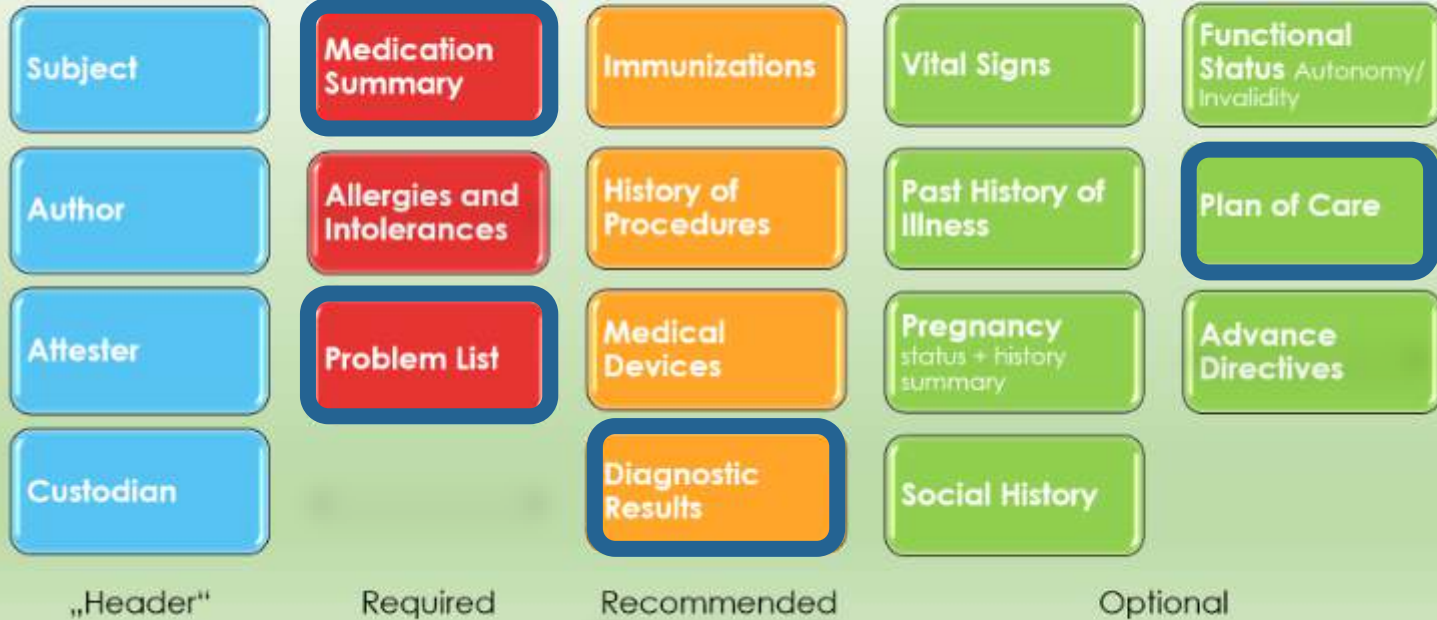 Subject
Medication
Summary
Immunizations
Vital Signs
Functional
Status Autonomy/
Invalidity
Author
Allergies and
Intolerances
History of
Procedures
Past History of
Illness
Plan of Care
Attester
Problem List
Medical
Devices
Pregnancy
status + history
summary
Advance
Directives
Custodian
Diagnostic
Results
Social History
„Header“
Required
Recommended
Optional